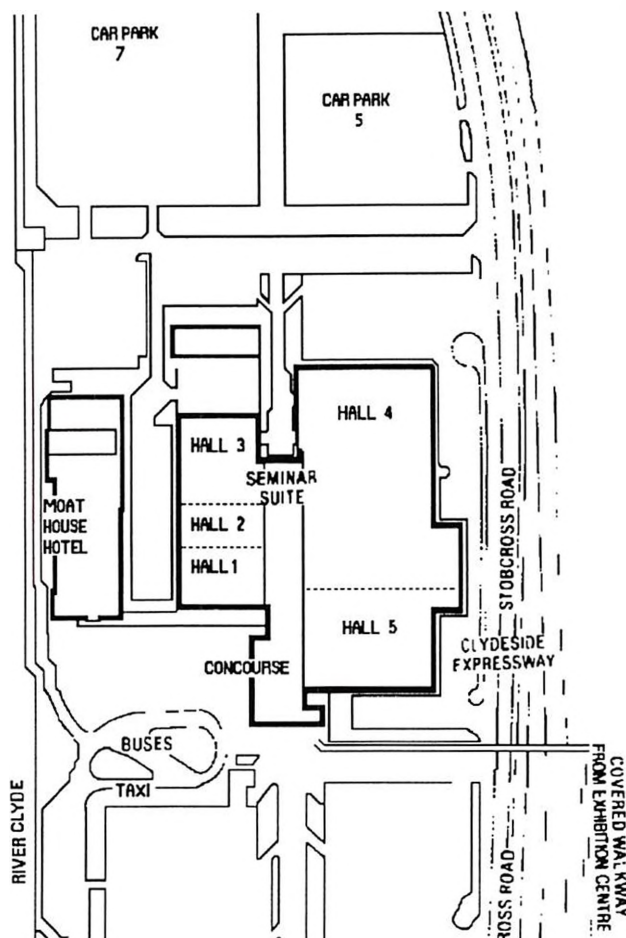 CAR PARK
7
CAR PARK
5
HALL 4
HALL 3
SEMINAR
SUITE
MOAT
HOUSE
HOTEL
HALL 2
HALL 1
STOBCROSS ROAD
HALL 5
CLYDESIDE
EXPRESSWAY
CONCOURSE
BUSES
TAXI
RIVER CLYDE
COVERED WALKWAY
FROM EXHIBITION CENTRE
ROSS ROAD